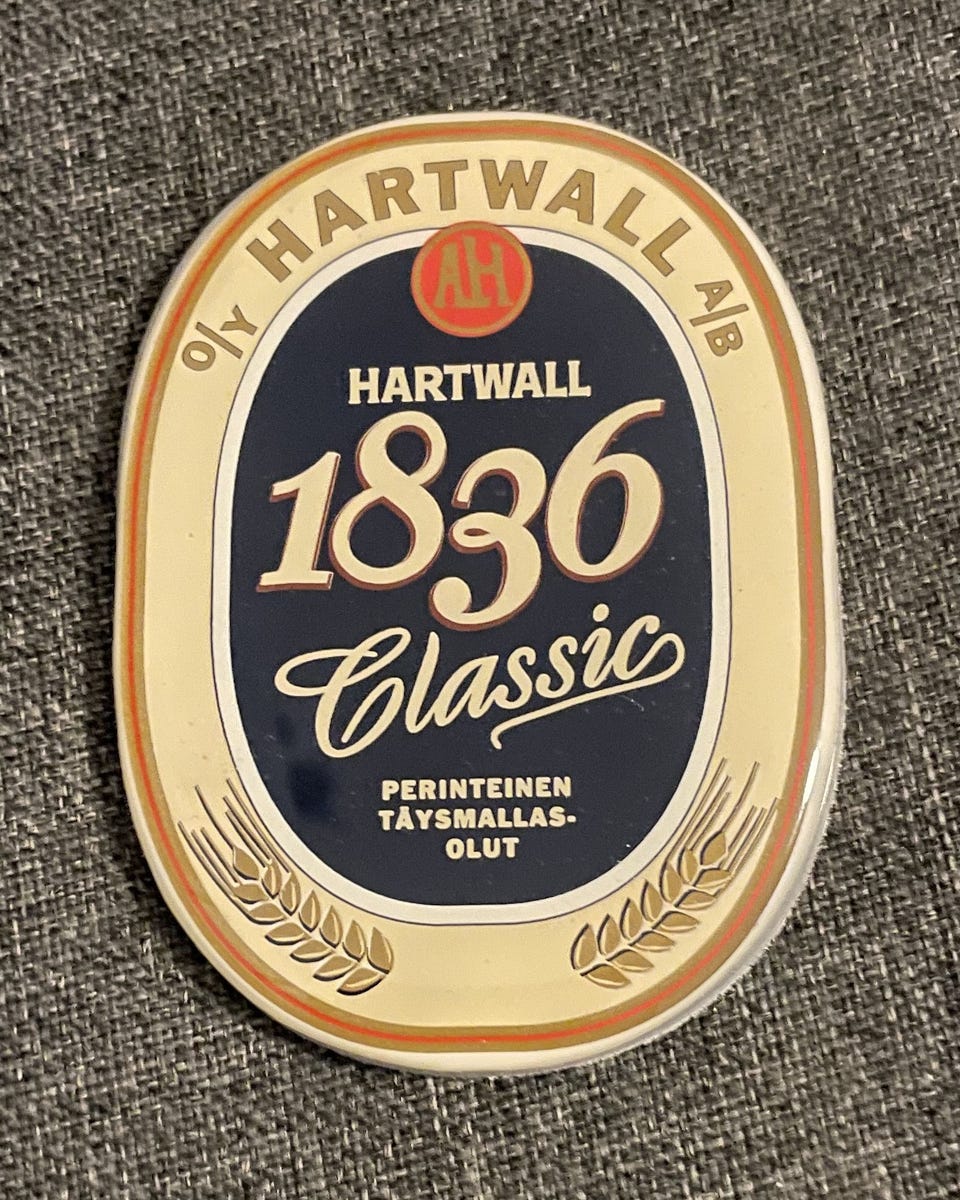 O/Y HARTWALL A/B
AH
HARTWALL
1836
Classic
PERINTEINEN
TÄYSMALLAS-
OLUT